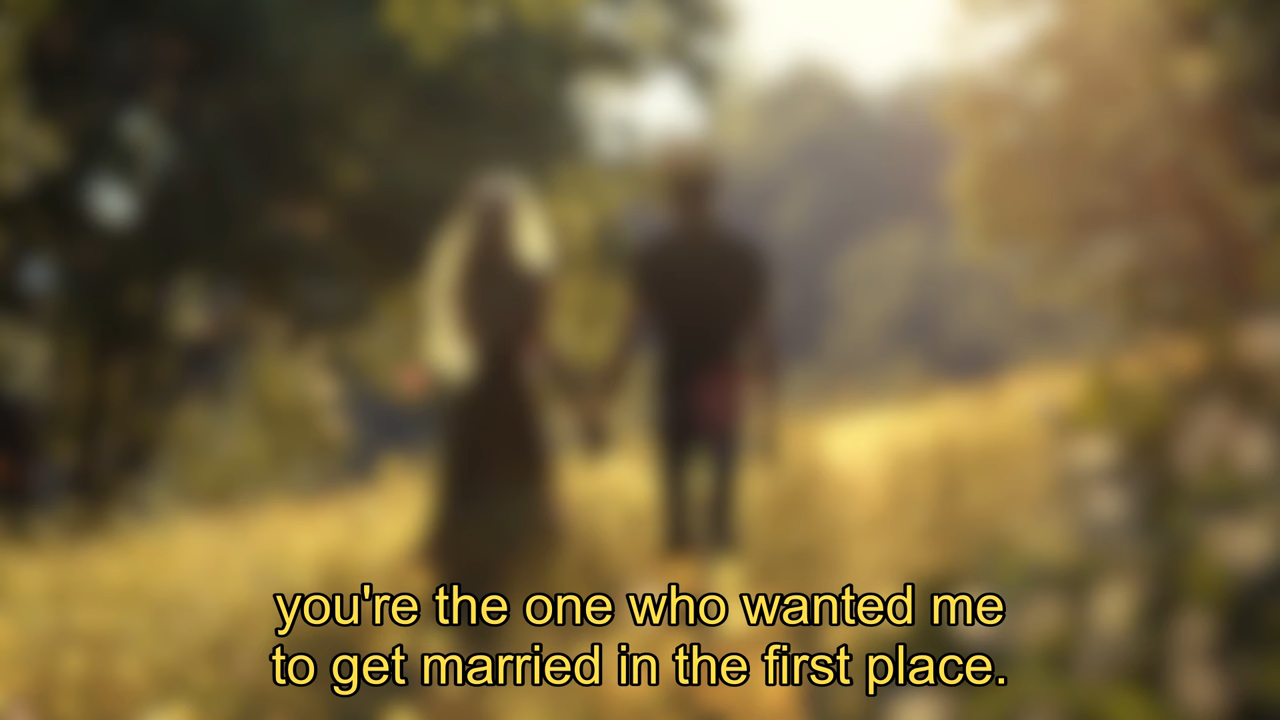 you're the one who wanted me
to get married in the first place.